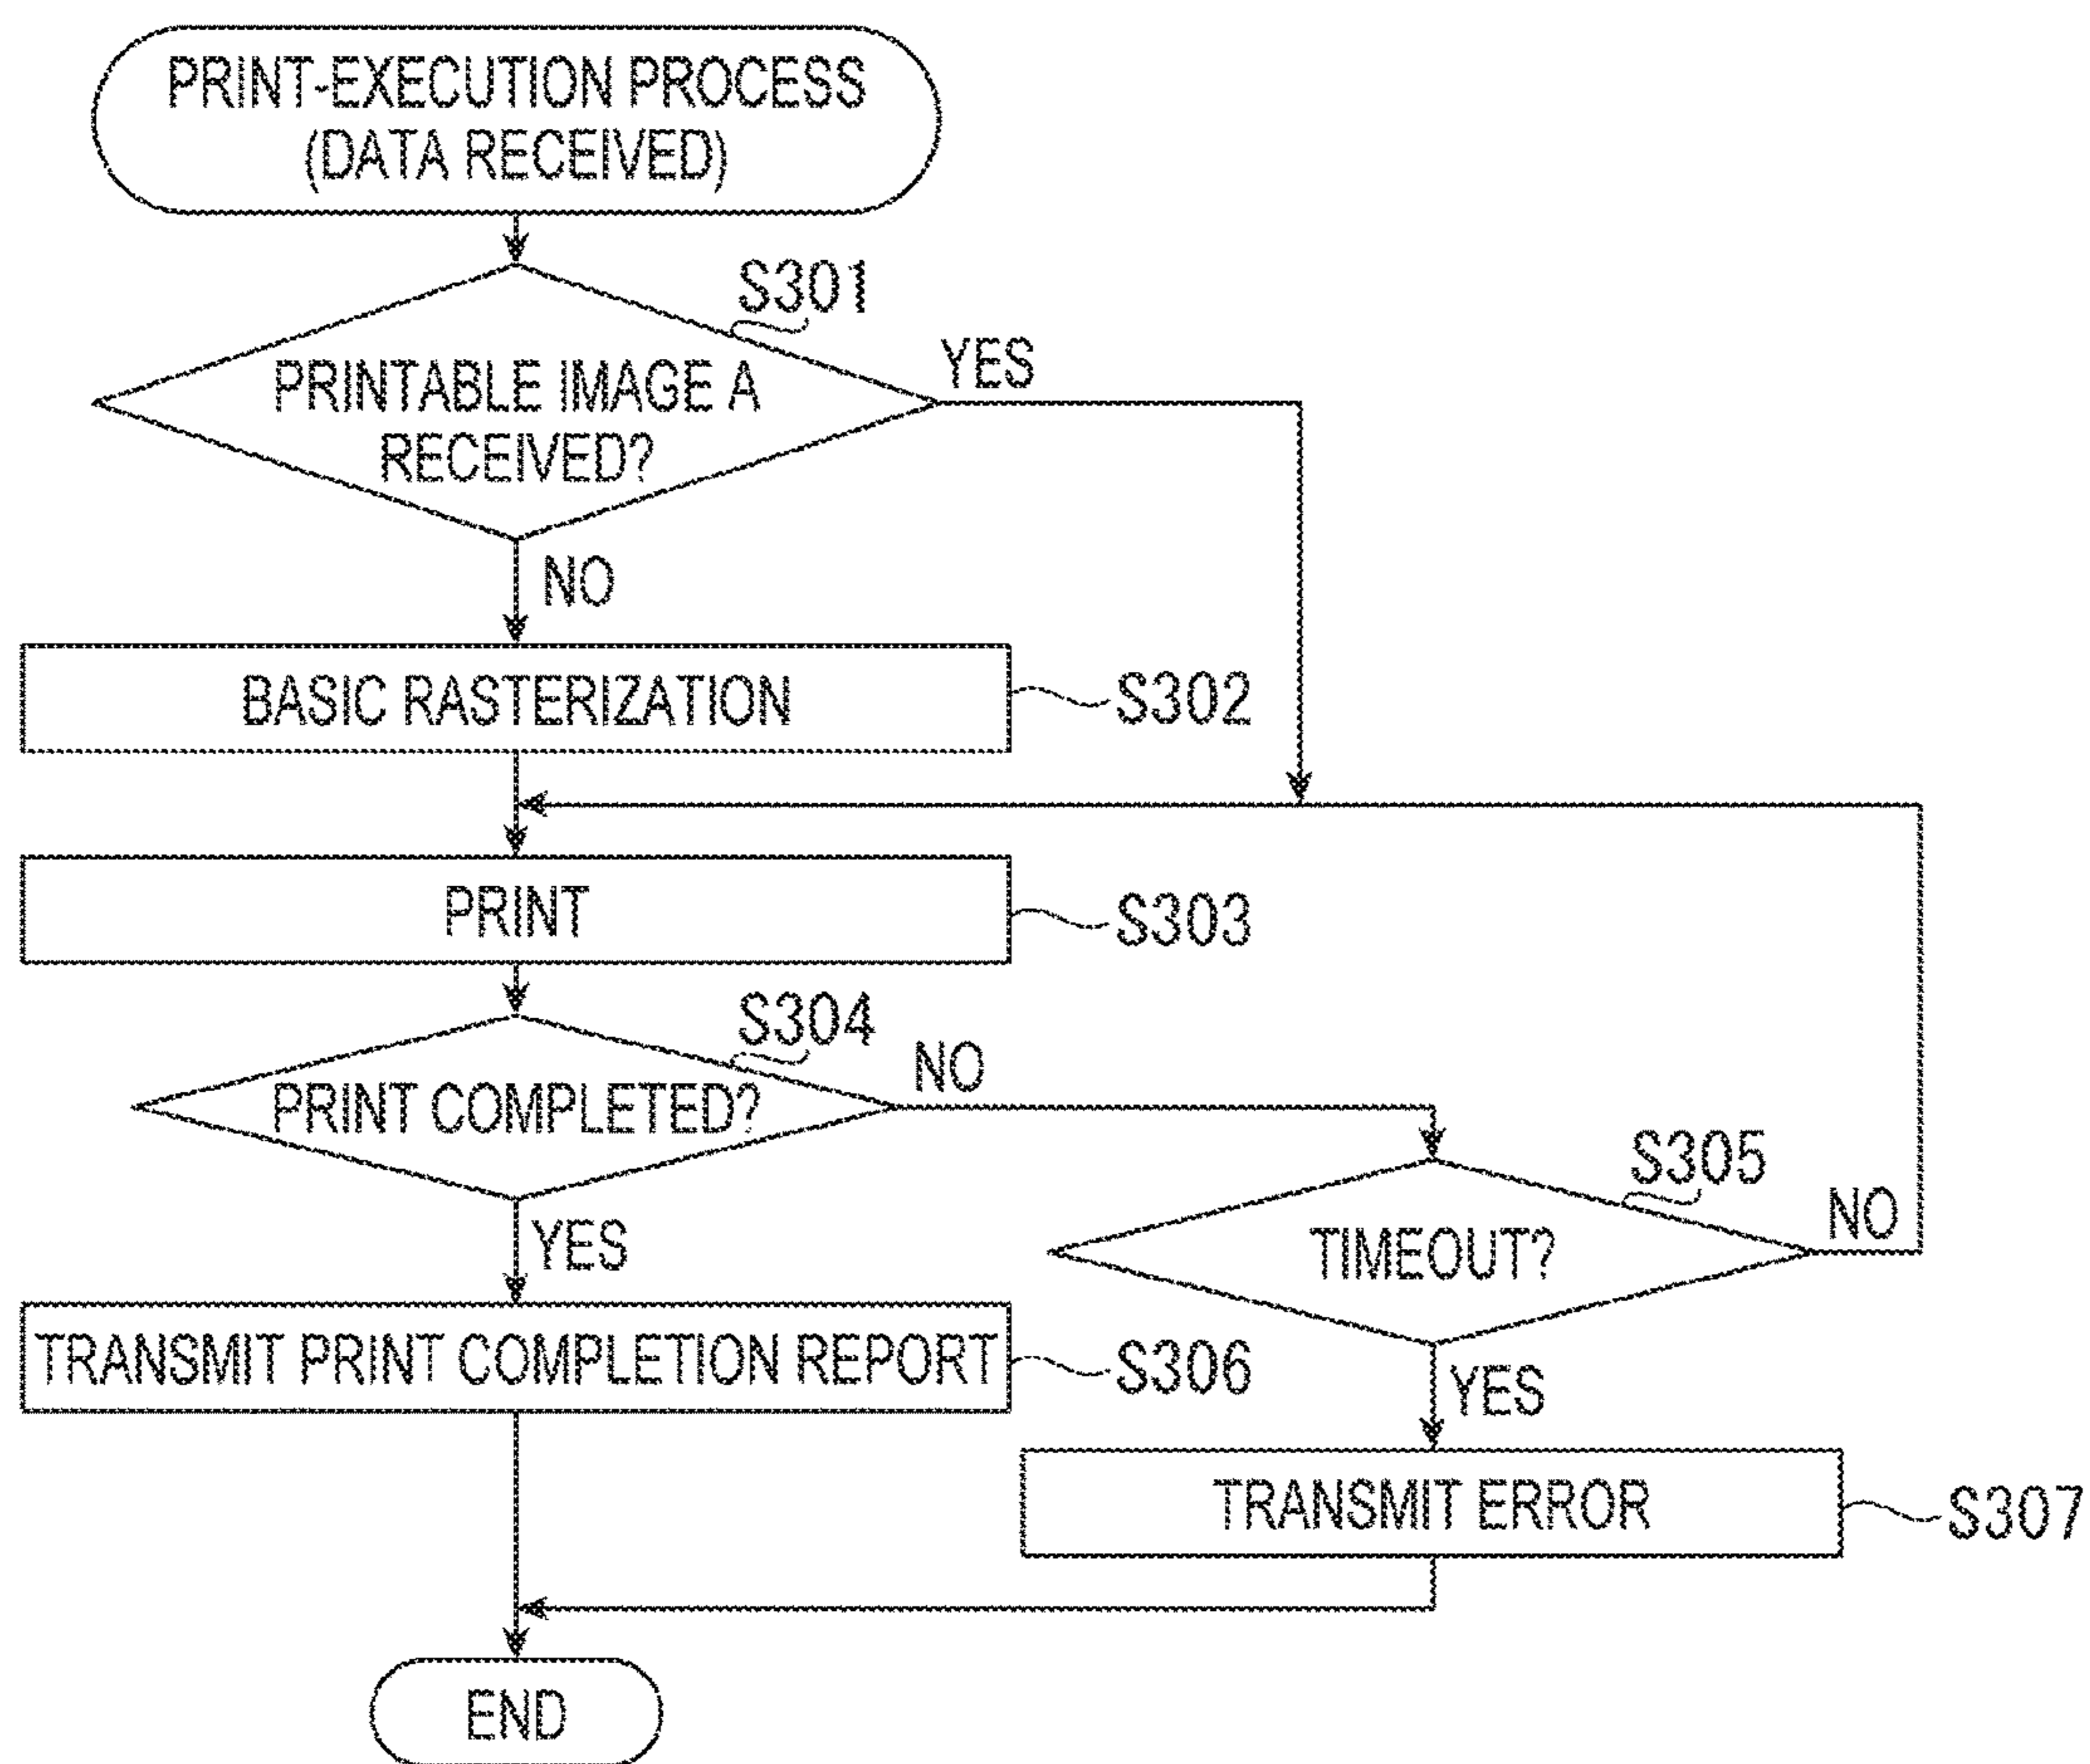 PRINT-EXECUTION PROCESS
(DATA RECEIVED)
S301
PRINTABLE IMAGE A
RECEIVED?
YES
NO
BASIC RASTERIZATION
S302
PRINT
S303
S304
PRINT COMPLETED?
NO
S305
TIMEOUT?
NO
YES
TRANSMIT PRINT COMPLETION REPORT
S306
YES
TRANSMIT ERROR
S307
END